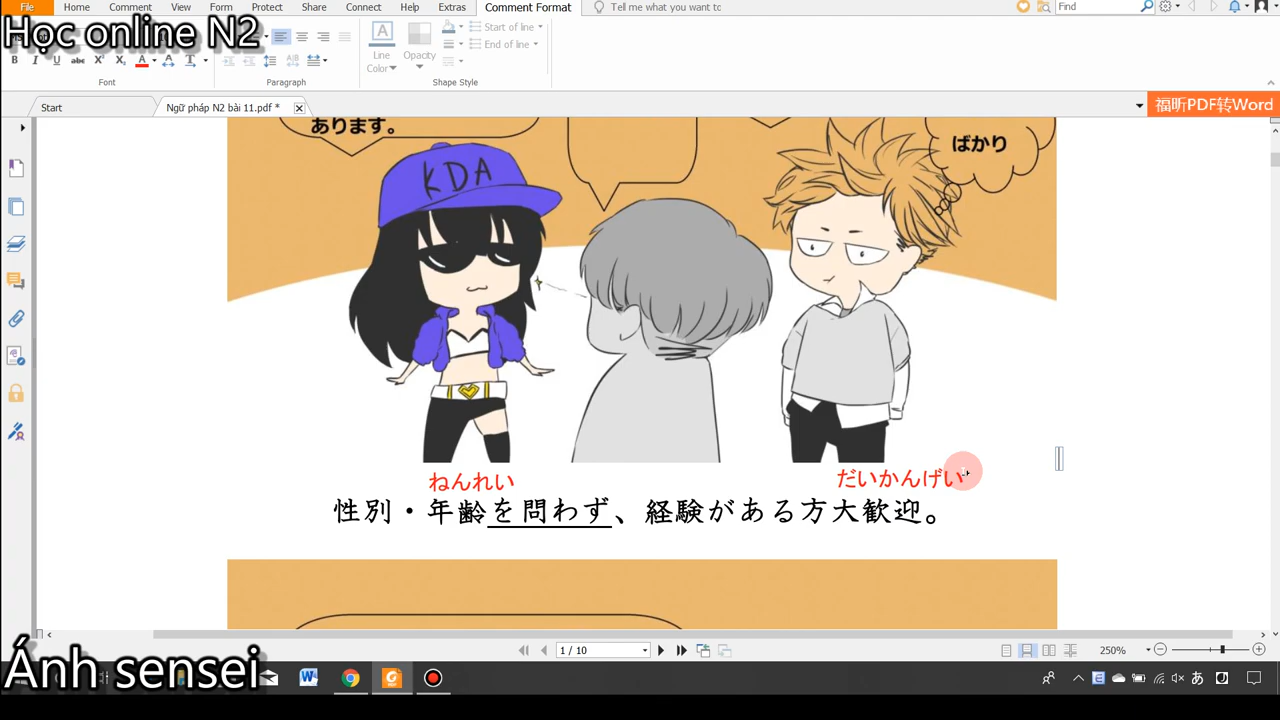 File Home Comment View Form Protect Share Connect Help Extras Comment Format Tell me what you want to Find
Học online N2
Start of line
End of line
Line Color
Opacity
Font Paragraph Shape Style
Start
Ngữ pháp N2 bài 11.pdf *
福昕PDF转Word
あります。
ばかり
KDA
ねんれい
だいかんげい
性別・年齢を問わず、経験がある方大歓迎。
1 / 10
250%
Ánh sensei